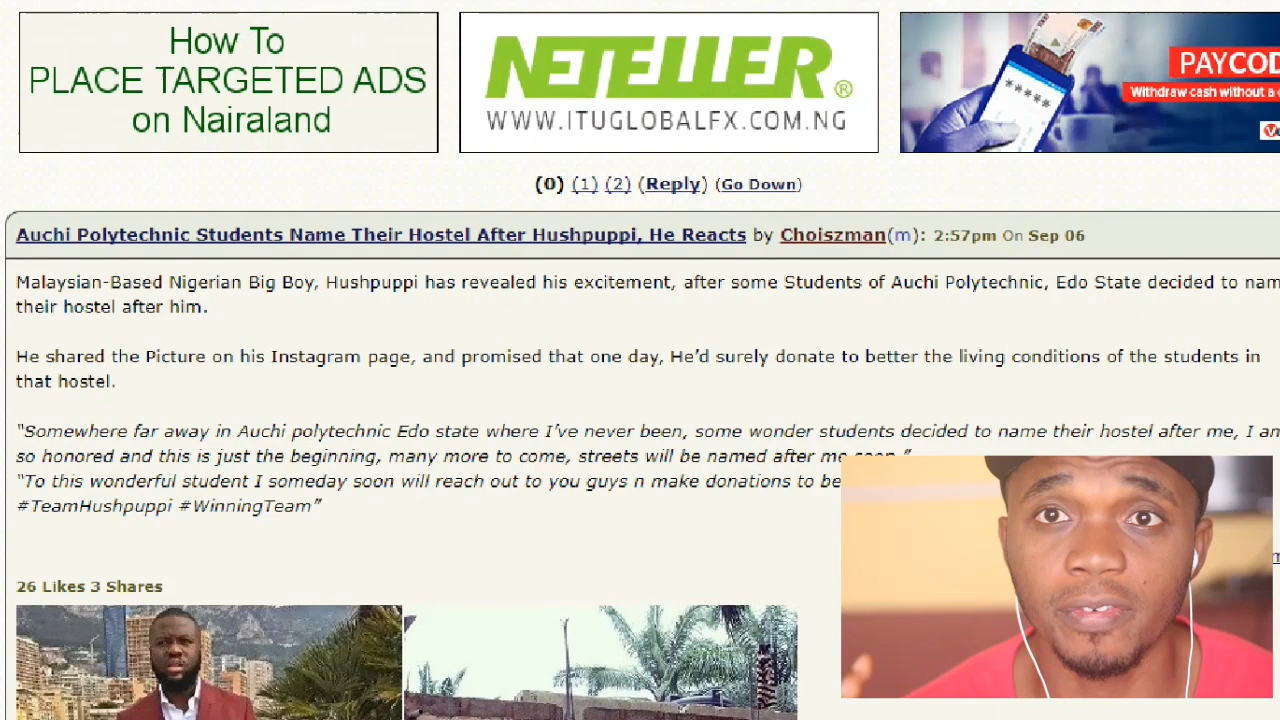 How To
PLACE TARGETED ADS
on Nairaland
NETELLER®
WWW.ITUGLOBALFX.COM.NG
*****
Withdraw cash without a
(0) (1) (2) (Reply) (Go Down)
Auchi Polytechnic Students Name Their Hostel After Hushpuppi, He Reacts by Choiszman(m): 2:57pm On Sep 06
Malaysian-Based Nigerian Big Boy, Hushpuppi has revealed his excitement, after some Students of Auchi Polytechnic, Edo State decided to
their hostel after him.
He shared the Picture on his Instagram page, and promised that one day, He’d surely donate to better the living conditions of the students in
that hostel.
“Somewhere far away in Auchi polytechnic Edo state where I’ve never been, some wonder students decided to name their hostel after me, I am
so honored and this is just the beginning, many more to come, streets will be named after me soon.”
“To this wonderful student I someday soon will reach out to you guys n make donations to
#TeamHushpuppi #WinningTeam”
26 Likes 3 Shares